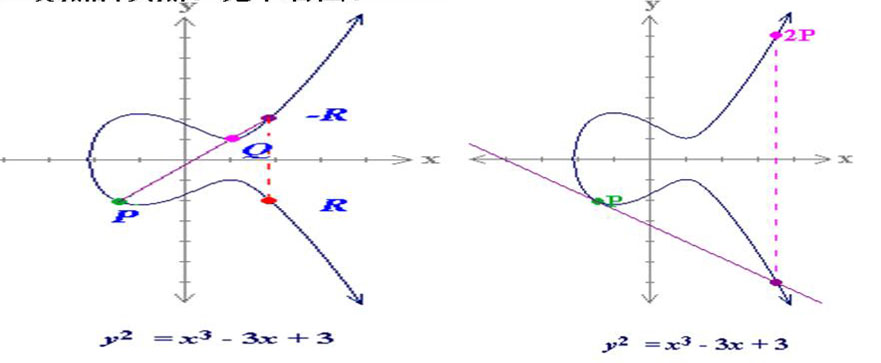 y
y
2P
-R
Q
x
x
P
P
R
y² = x³ - 3x + 3
y² = x³ - 3x + 3